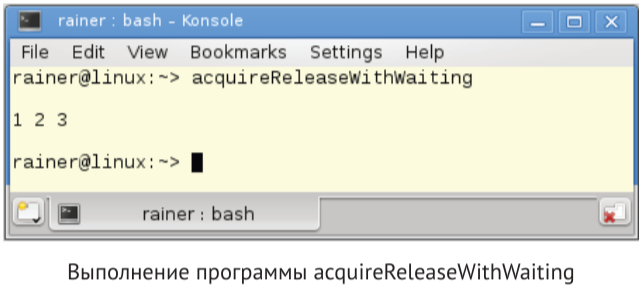 rainer : bash – Konsole
File Edit View Bookmarks Settings Help
rainer@linux:~> acquireReleaseWithWaiting
1 2 3
rainer@linux:~>
rainer : bash
Выполнение программы acquireReleaseWithWaiting